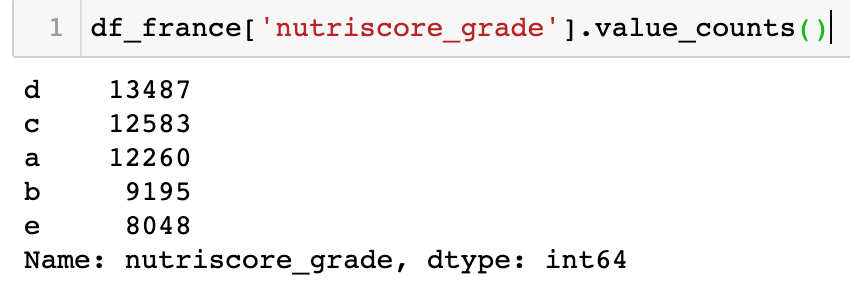 1 df_france['nutriscore_grade'].value_counts()
d 13487
c 12583
a 12260
b 9195
e 8048
Name: nutriscore_grade, dtype: int64